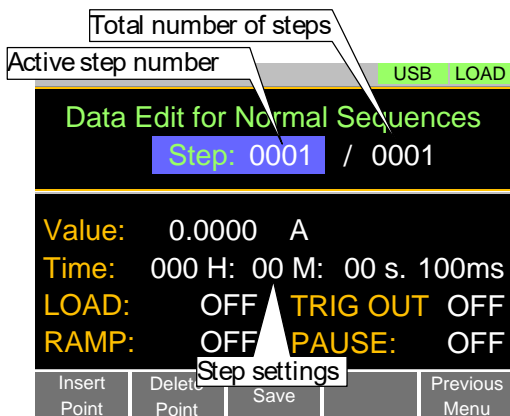 Total number of steps
Active step number
USB LOAD
Data Edit for Normal Sequences
Step: 0001 / 0001
Value: 0.0000 A
Time: 000 H: 00 M: 00 s. 100ms
LOAD: OFF TRIG OUT OFF
RAMP: OFF PAUSE: OFF
Step settings
Insert Point
Delete Point
Save
Previous Menu